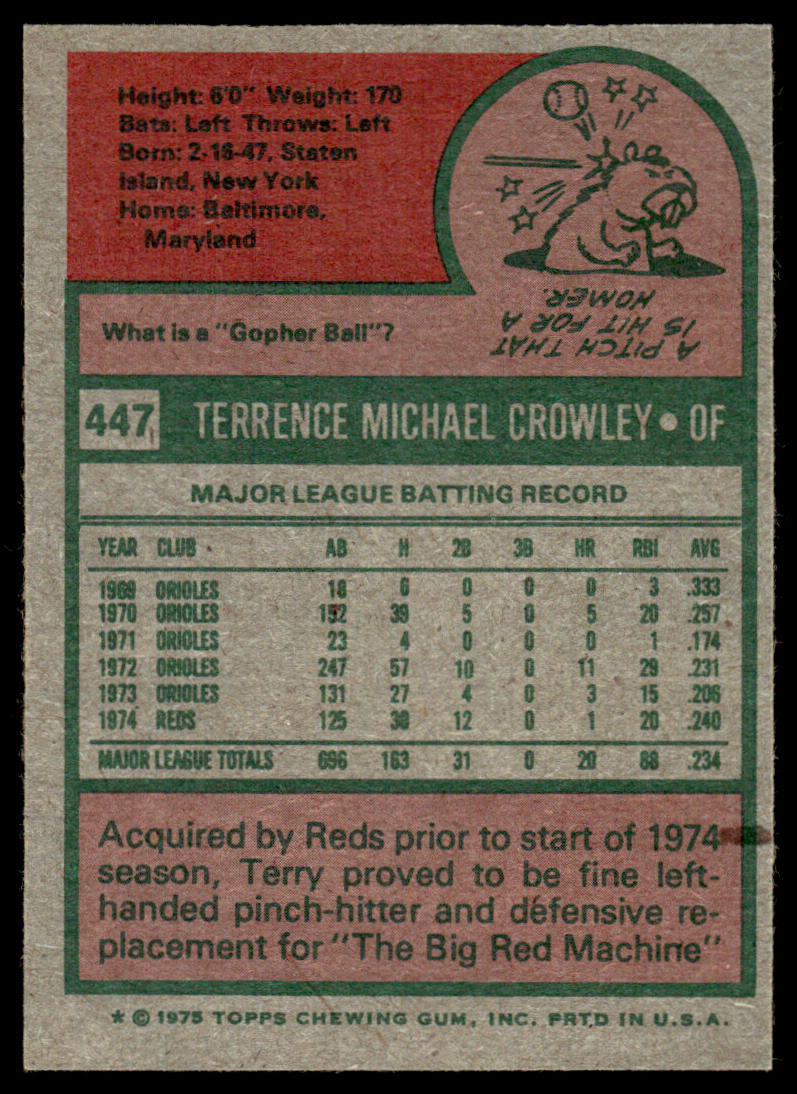 Height: 6'0" Weight: 170
Bats: Left Throws: Left
Born: 2-16-47, Staten
Island, New York
Home: Baltimore,
Maryland
What is a "Gopher Ball"?
A PITCH THAT
IS HIT FOR A
HOMER.
447 TERRENCE MICHAEL CROWLEY • OF
MAJOR LEAGUE BATTING RECORD
YEAR CLUB AB H 2B 3B HR RBI AVG
1969 ORIOLES 18 6 0 0 0 3 .333
1970 ORIOLES 152 39 5 0 5 20 .257
1971 ORIOLES 23 4 0 0 0 1 .174
1972 ORIOLES 247 57 10 0 11 29 .231
1973 ORIOLES 131 27 4 0 3 15 .206
1974 REDS 125 30 12 0 1 20 .240
MAJOR LEAGUE TOTALS 696 163 31 0 20 88 .234
Acquired by Reds prior to start of 1974
season, Terry proved to be fine left-
handed pinch-hitter and defensive re-
placement for "The Big Red Machine"
* © 1975 TOPPS CHEWING GUM, INC. PRT,D IN U.S.A.